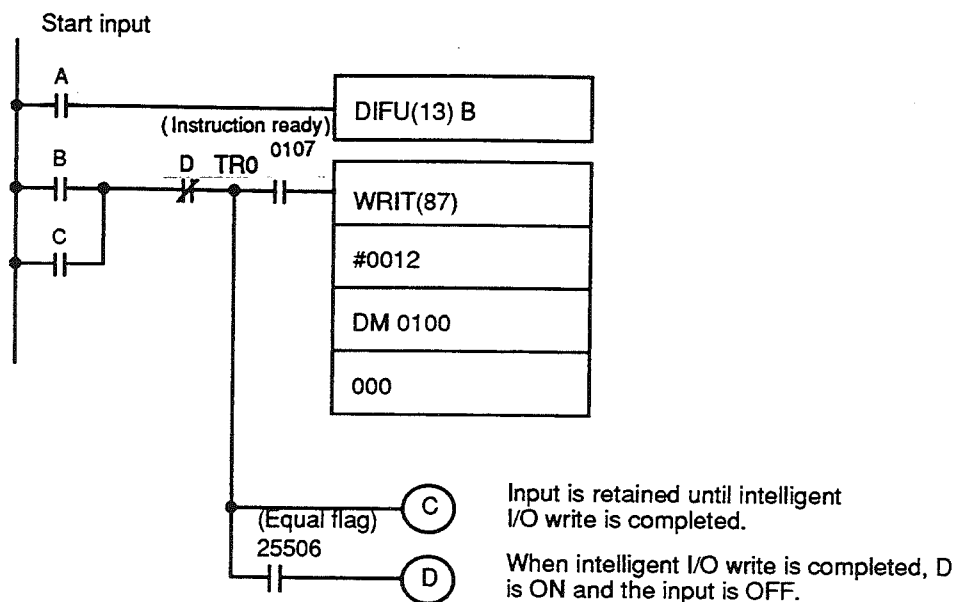 Start input
A
DIFU(13) B
(Instruction ready)
0107
B
D TR0
WRIT(87)
C
#0012
DM 0100
000
C
Input is retained until intelligent
I/O write is completed.
(Equal flag)
25506
D
When intelligent I/O write is completed, D
is ON and the input is OFF.